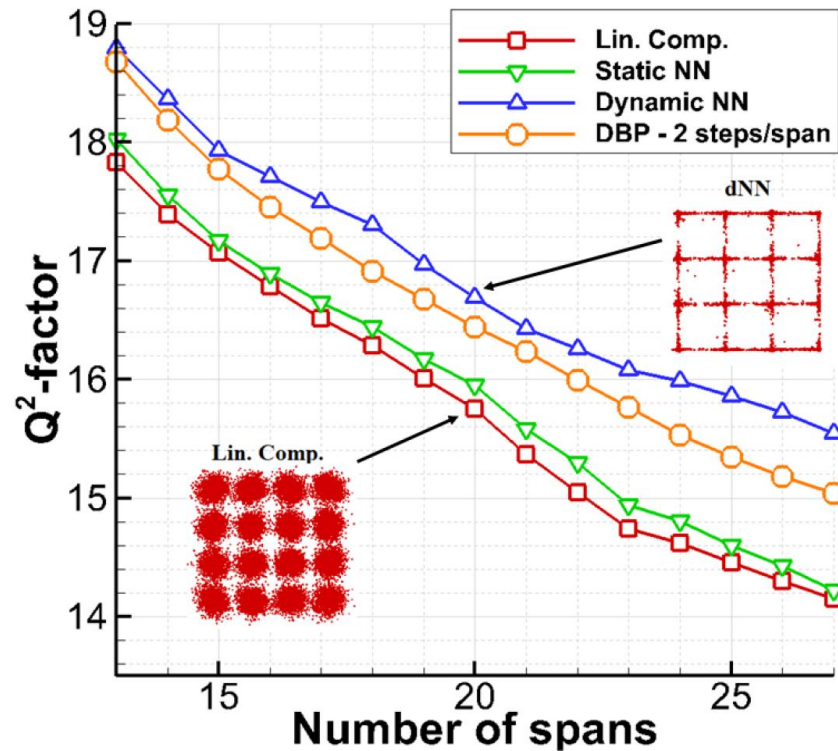 19
18
17
16
15
14
Q²-factor
15
20
25
Number of spans
Lin. Comp.
Static NN
Dynamic NN
DBP - 2 steps/span
dNN
Lin. Comp.